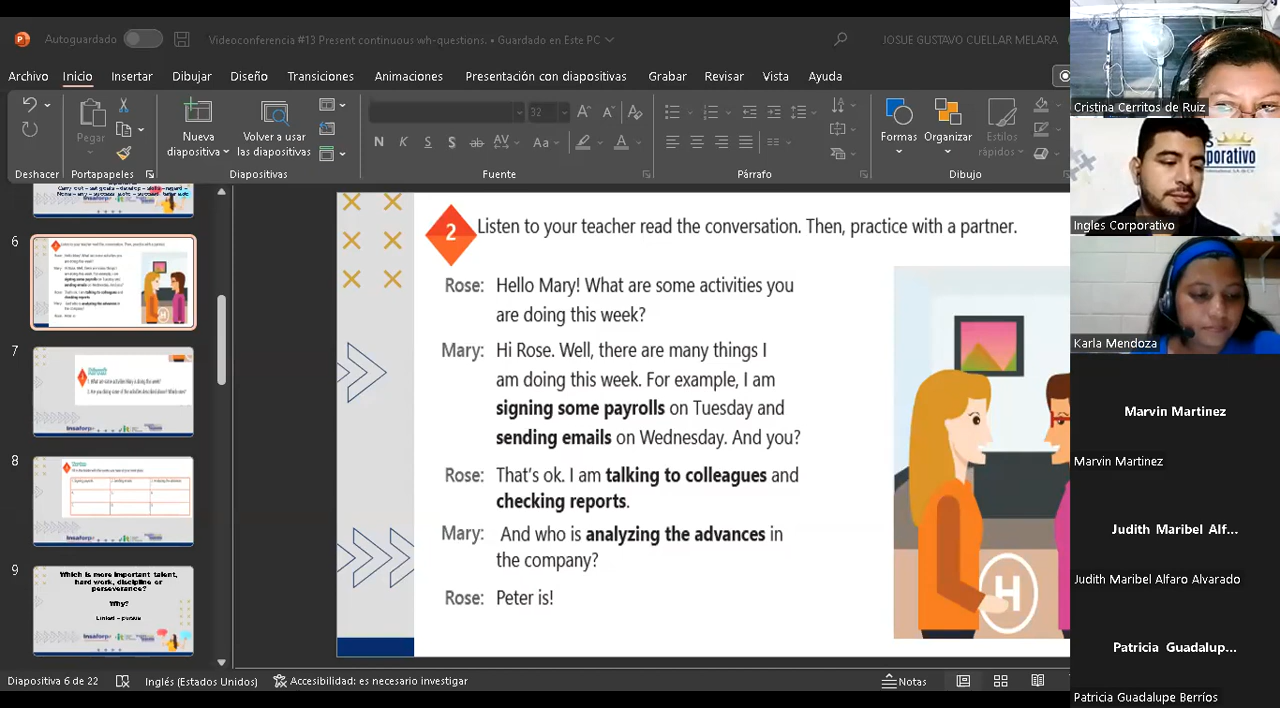 Autoguardado
Videoconferencia #13 Present continuous wh-questions. • Guardado en Este PC
JOSUE GUSTAVO CUELLAR MELARA
Archivo Inicio Insertar Dibujar Diseño Transiciones Animaciones Presentación con diapositivas Grabar Revisar Vista Ayuda
Pegar
Nueva
diapositiva
Volver a usar
las diapositivas
32
N K S S ab AV Aa A
Formas Organizar Estilos
rápidos
Deshacer Portapapeles Diapositivas Fuente Párrafo Dibujo
6
7
8
9
Which is more important talent,
hard work, discipline or
perseverance?
Why?
2 Listen to your teacher read the conversation. Then, practice with a partner.
Rose: Hello Mary! What are some activities you
are doing this week?
Mary: Hi Rose. Well, there are many things I
am doing this week. For example, I am
signing some payrolls on Tuesday and
sending emails on Wednesday. And you?
Rose: That's ok. I am talking to colleagues and
checking reports.
Mary: And who is analyzing the advances in
the company?
Rose: Peter is!
H
Diapositiva 6 de 22 Inglés (Estados Unidos) Accesibilidad: es necesario investigar Notas
Cristina Cerritos de Ruiz
porativo
Ingles Corporativo
Karla Mendoza
Marvin Martinez
Marvin Martinez
Judith Maribel Alf...
Judith Maribel Alfaro Alvarado
Patricia Guadalup...
Patricia Guadalupe Berríos